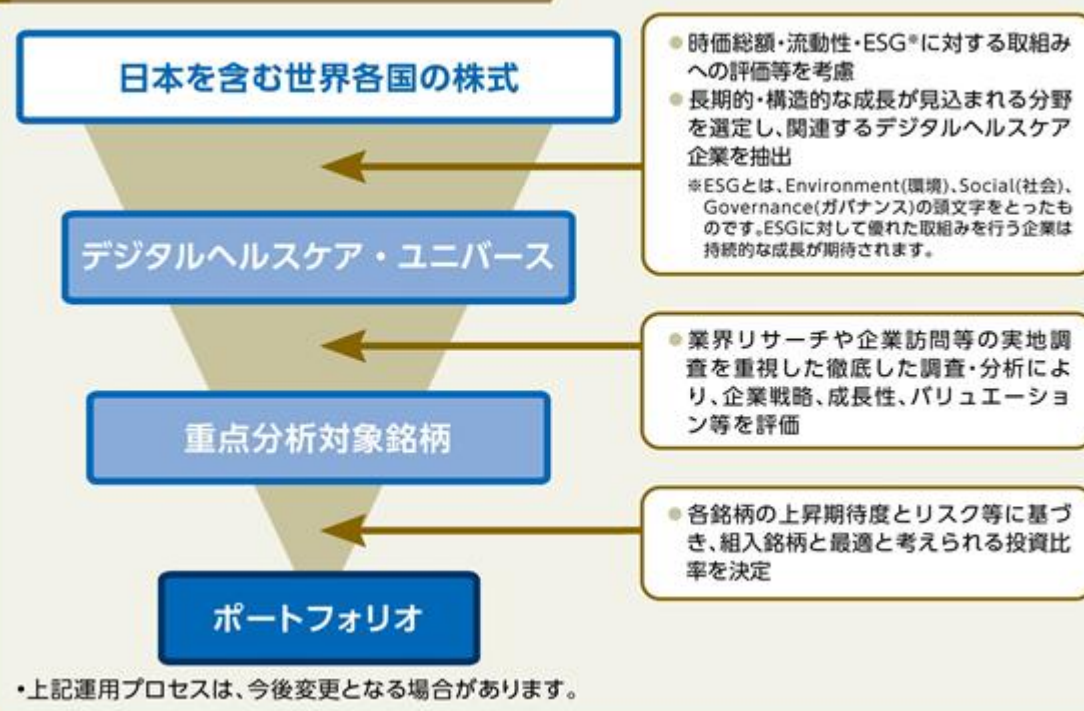 日本を含む世界各国の株式
●時価総額・流動性・ESG※に対する取組み
への評価等を考慮
●長期的・構造的な成長が見込まれる分野
を選定し、関連するデジタルヘルスケア
企業を抽出
※ESGとは、Environment(環境)、Social(社会)、
Governance(ガバナンス)の頭文字をとったも
のです。ESGに対して優れた取組みを行う企業は
持続的な成長が期待されます。
デジタルヘルスケア・ユニバース
●業界リサーチや企業訪問等の実地調
査を重視した徹底した調査・分析によ
り、企業戦略、成長性、バリュエーショ
ン等を評価
重点分析対象銘柄
●各銘柄の上昇期待度とリスク等に基づ
き、組入銘柄と最適と考えられる投資比
率を決定
ポートフォリオ
・上記運用プロセスは、今後変更となる場合があります。